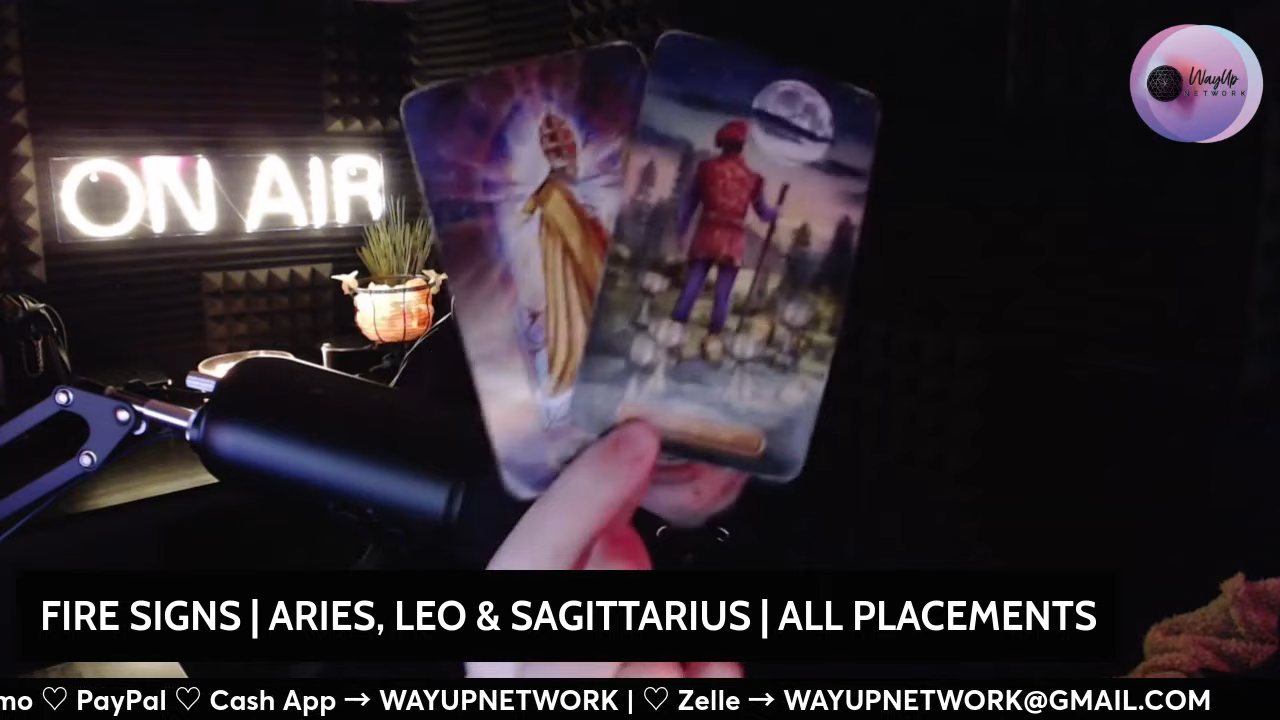 WayUp
NETWORK
ON AIR
FIRE SIGNS | ARIES, LEO & SAGITTARIUS | ALL PLACEMENTS
mo ♡ PayPal ♡ Cash App → WAYUPNETWORK | ♡ Zelle → WAYUPNETWORK@GMAIL.COM